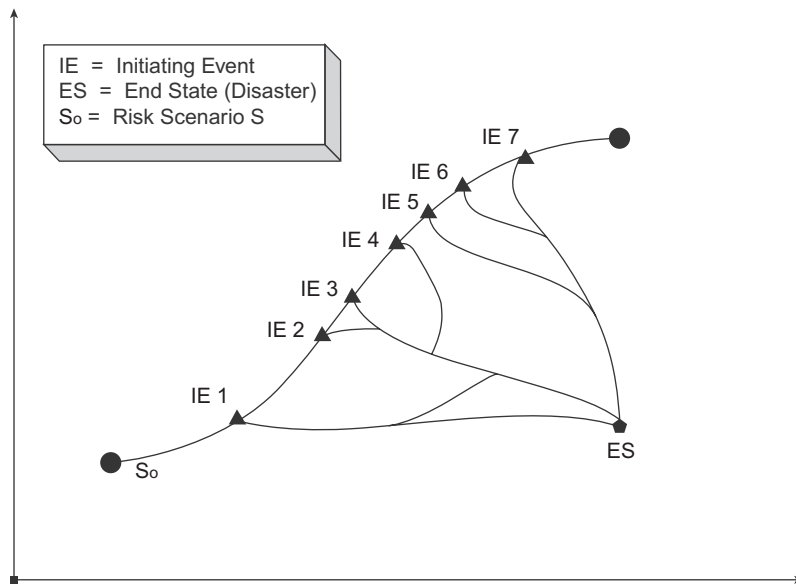 IE = Initiating Event
ES = End State (Disaster)
So = Risk Scenario S
IE 7
IE 6
IE 5
IE 4
IE 3
IE 2
IE 1
ES
So